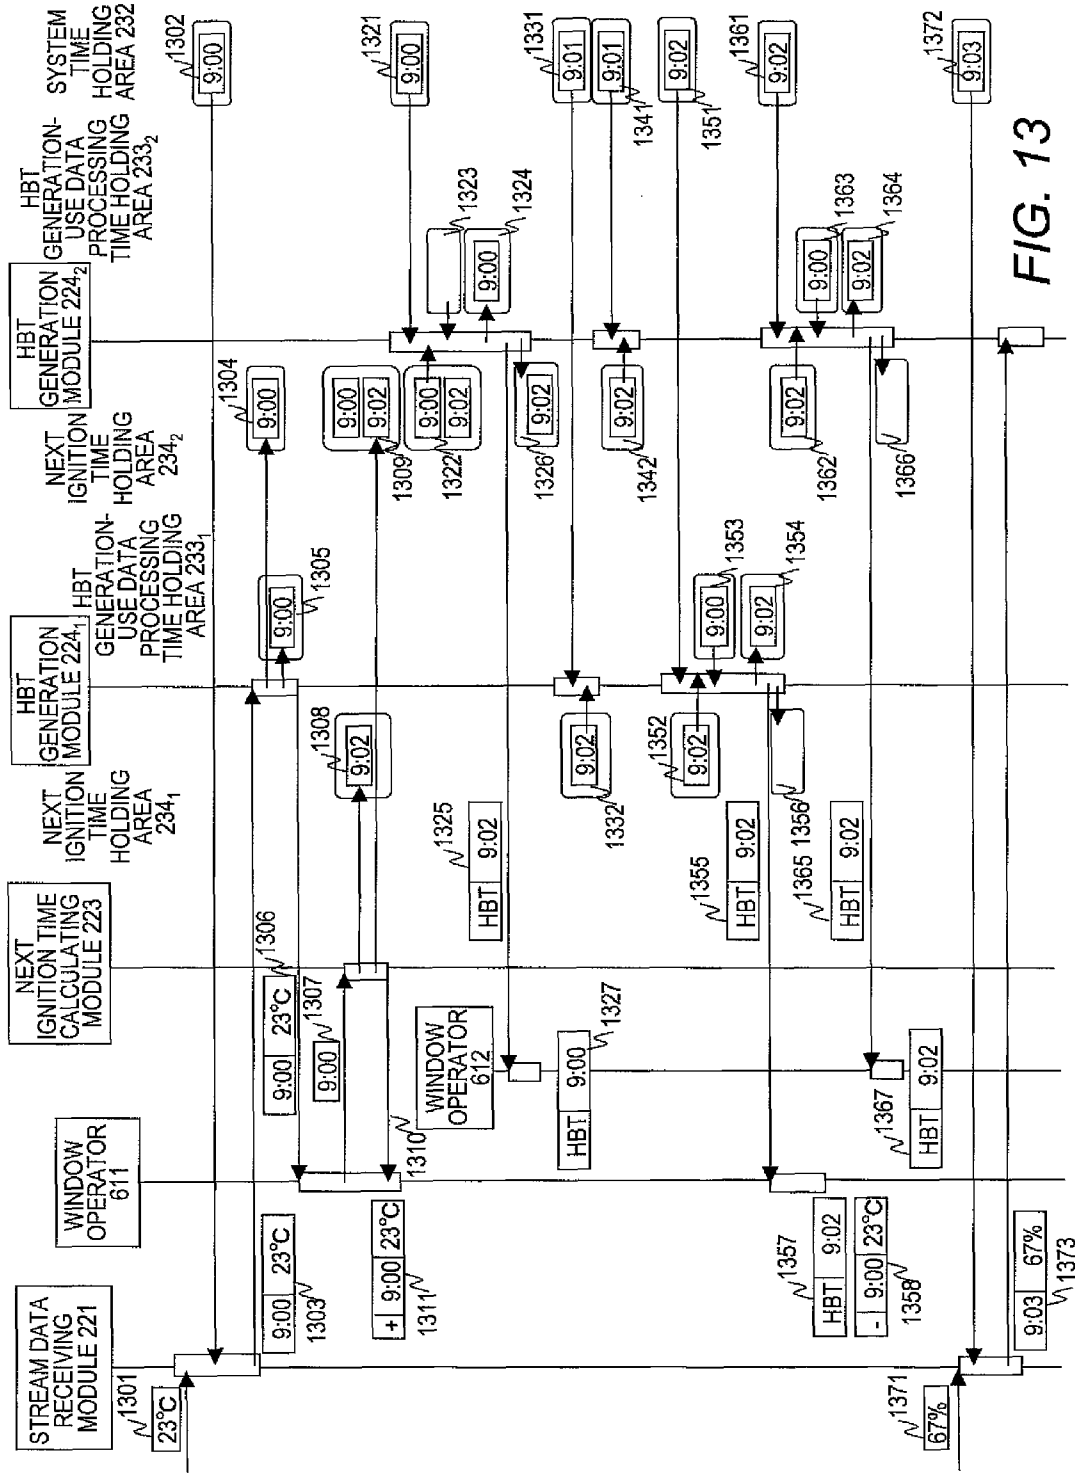 STREAM DATA
RECEIVING
MODULE 221
WINDOW
OPERATOR
611
NEXT
IGNITION TIME
CALCULATING
MODULE 223
NEXT
IGNITION
TIME
HOLDING
AREA
234₁
HBT
GENERATION
MODULE 224₁
HBT
GENERATION-
USE DATA
PROCESSING
TIME HOLDING
AREA 233₁
NEXT
IGNITION
TIME
HOLDING
AREA
234₂
HBT
GENERATION
MODULE 224₂
HBT
GENERATION-
USE DATA
PROCESSING
TIME HOLDING
AREA 233₂
SYSTEM
TIME
HOLDING
AREA 232
1301
23°C
9:00
1302
9:00 23°C
1303
9:00
1304
9:00
1305
9:00 23°C
1306
9:00
1307
9:02
1308
9:00
9:02
1309
1310
+ 9:00 23°C
1311
9:00
1321
9:00
9:02
1322
1323
9:00
1324
WINDOW
OPERATOR
612
HBT 9:02
1325
9:02
1326
HBT 9:00
1327
9:01
1331
9:02
1332
9:01
1341
9:02
1342
9:02
1351
9:02
1352
9:00
1353
9:02
1354
HBT 9:02
1355
1356
HBT 9:02
1357
- 9:00 23°C
1358
9:02
1361
9:02
1362
9:00
1363
9:02
1364
HBT 9:02
1365
1366
HBT 9:02
1367
67%
1371
9:03
1372
9:03 67%
1373
FIG. 13